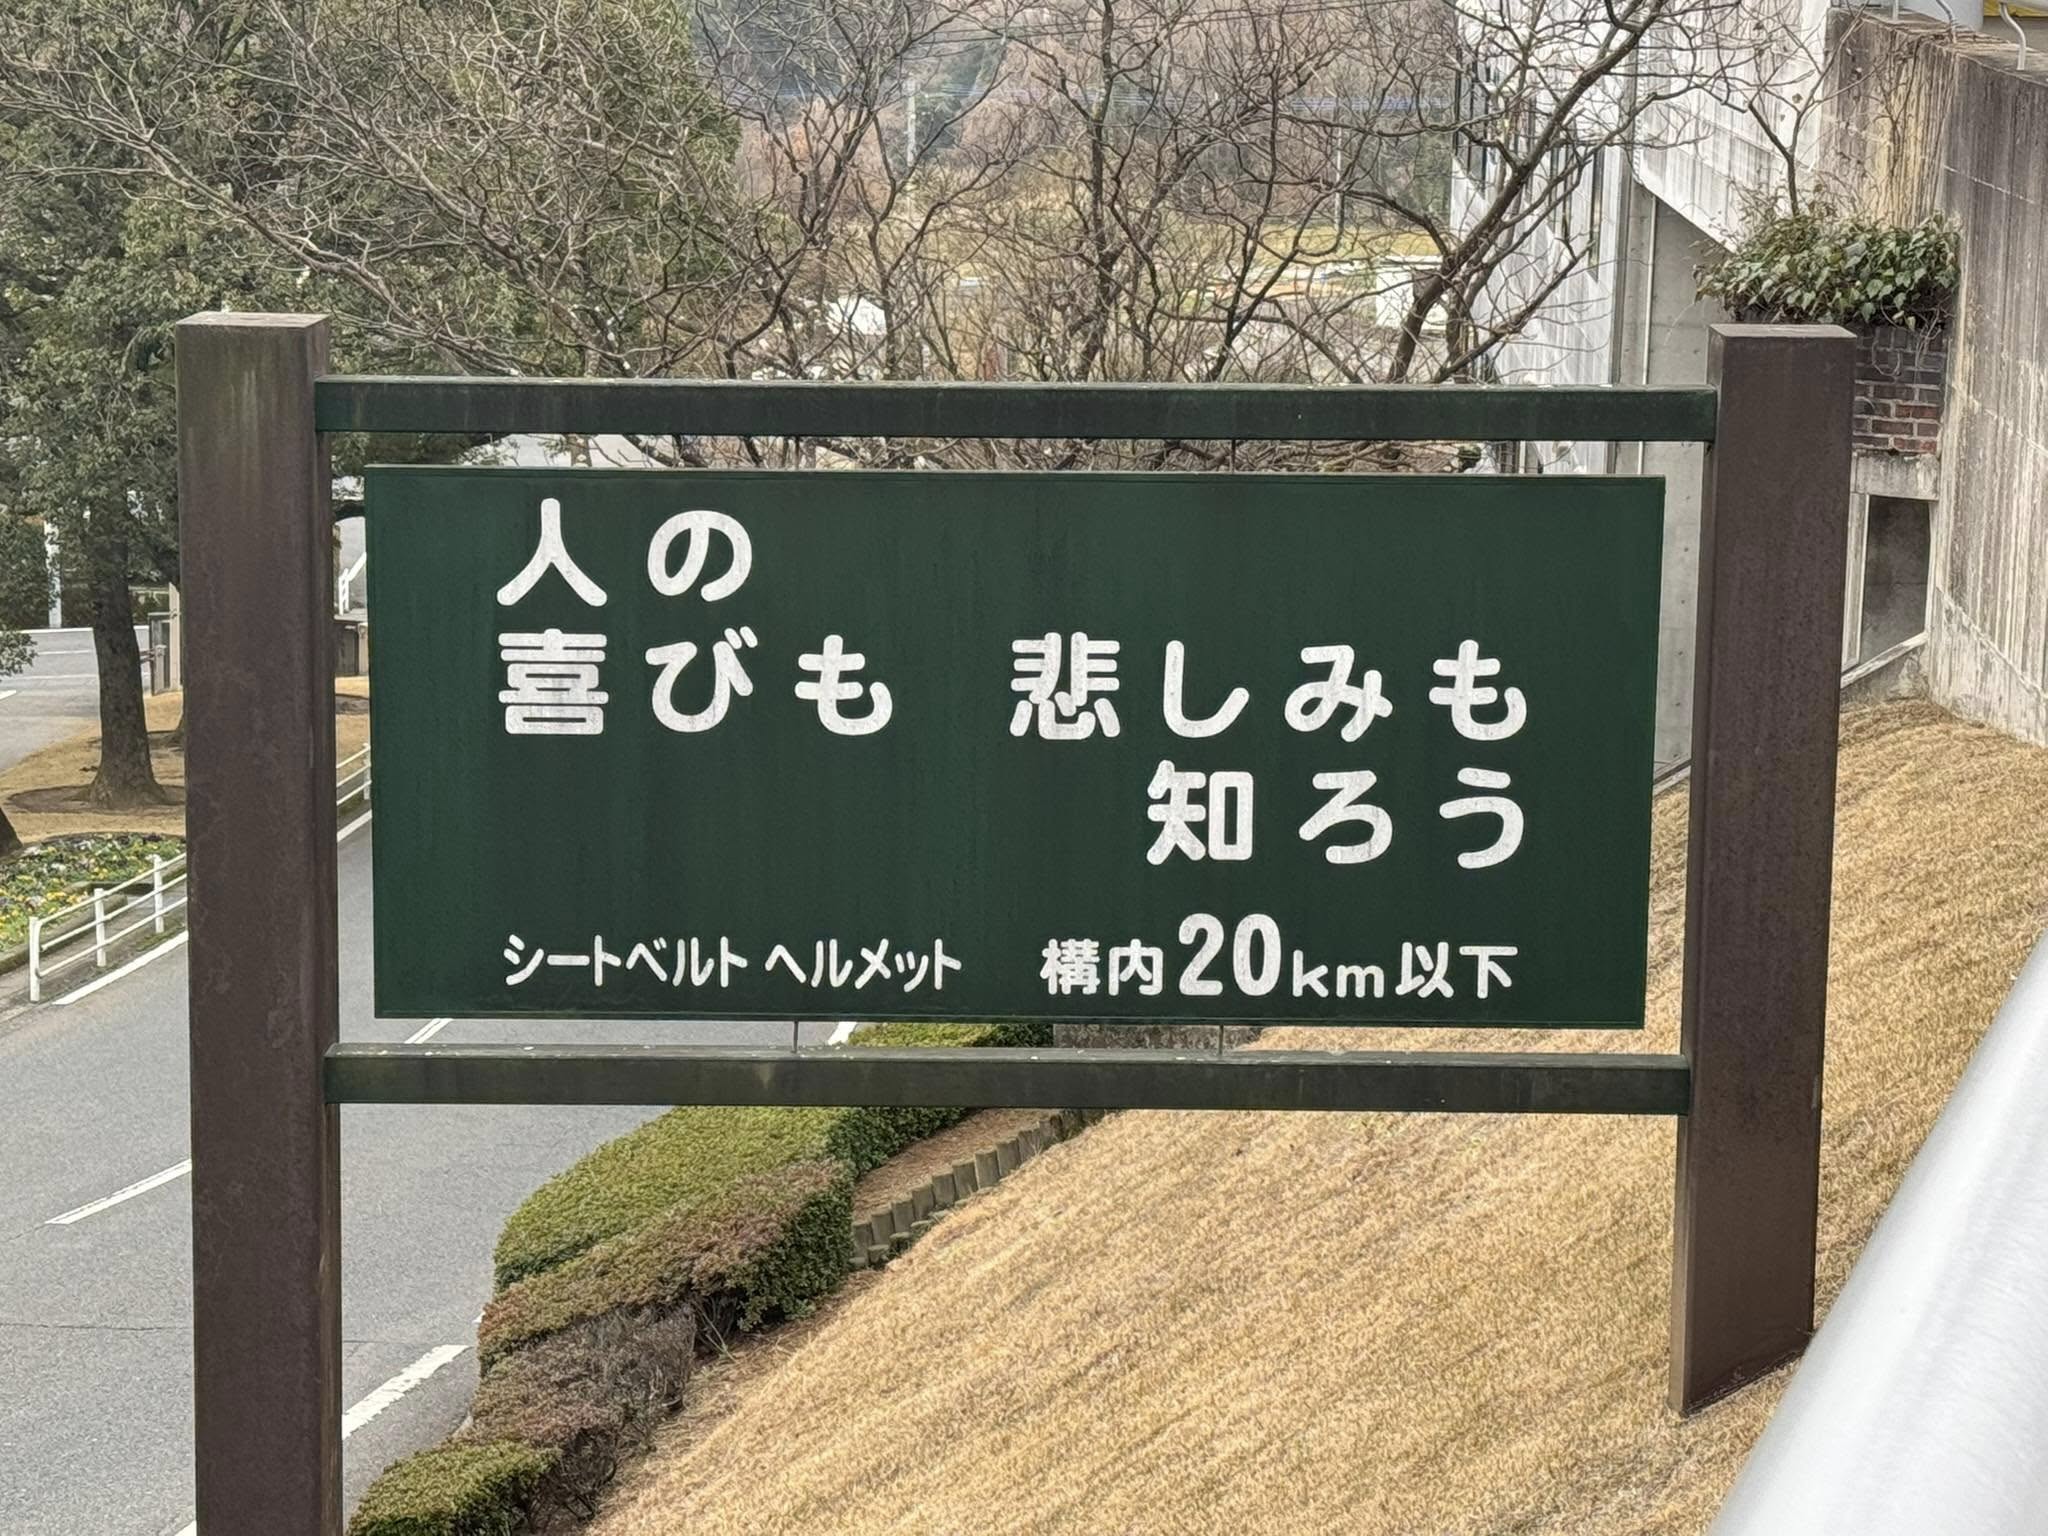 人の
喜びも 悲しみも
知ろう
シートベルト ヘルメット 構内20km以下